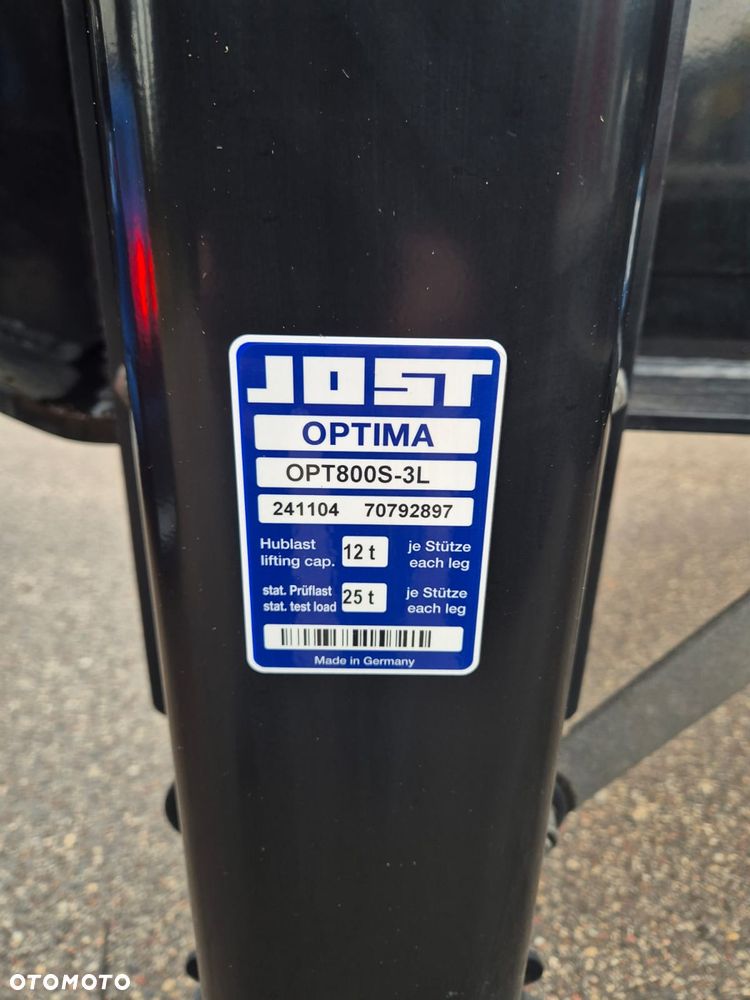 JOST
OPTIMA
OPT800S-3L
241104 70792897
Hublast 12 t je Stütze
lifting cap. each leg
stat. Prüflast 25 t je Stütze
stat. test load each leg
Made in Germany
OTOMOTO